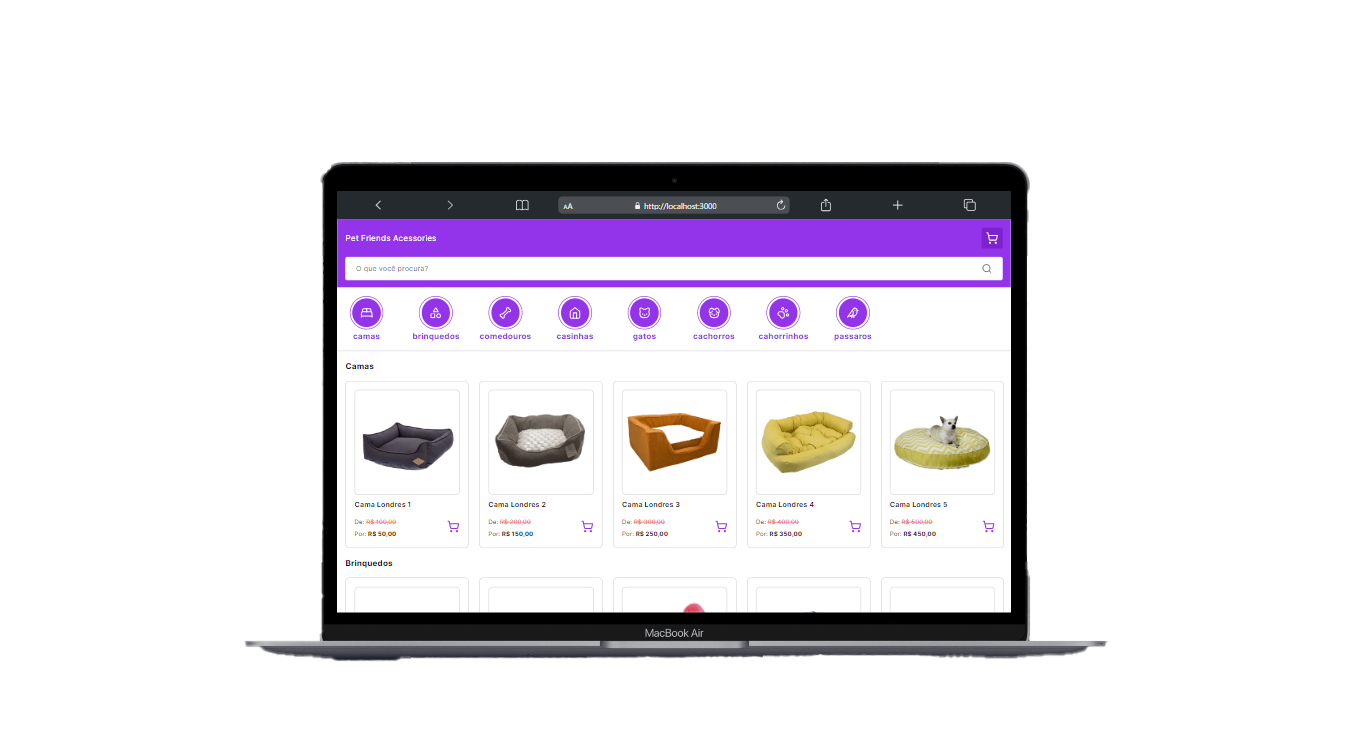 AA http://localhost:3000
Pet Friends Acessories
O que você procura?
camas brinquedos comedouros casinhas gatos cachorros cahorrinhos passaros
Camas
Cama Londres 1 Cama Londres 2 Cama Londres 3 Cama Londres 4 Cama Londres 5
De: R$ 100,00 De: R$ 200,00 De: R$ 300,00 De: R$ 400,00 De: R$ 500,00
Por: R$ 50,00 Por: R$ 150,00 Por: R$ 250,00 Por: R$ 350,00 Por: R$ 450,00
Brinquedos
MacBook Air